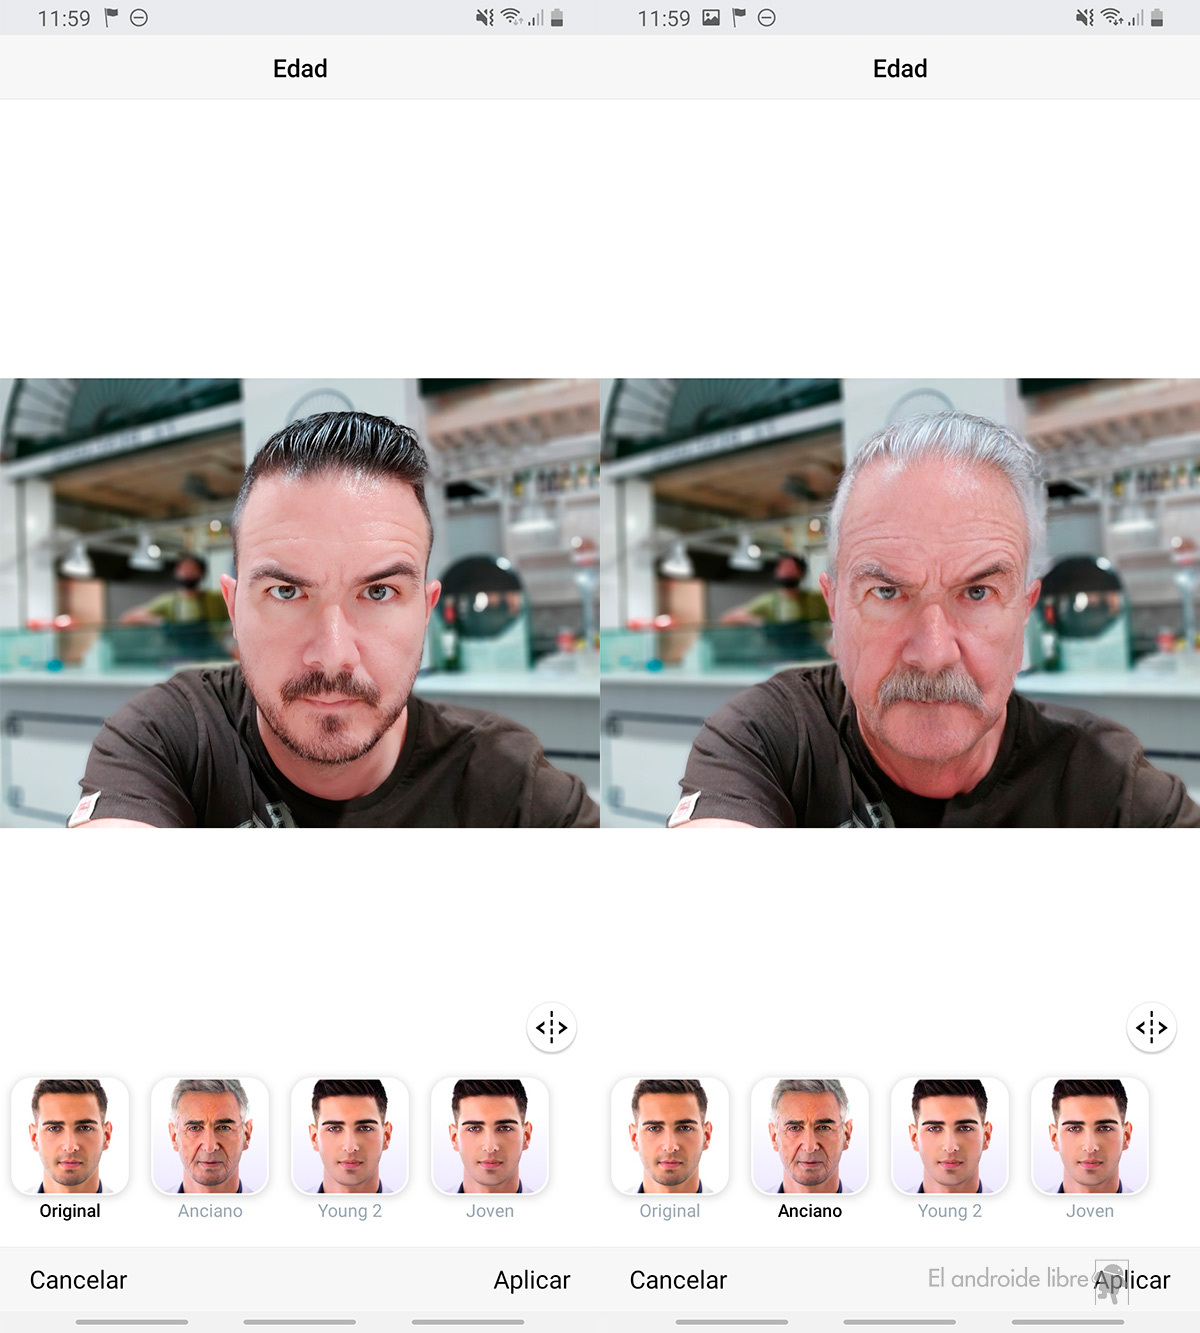 11:59
Edad
Original
Anciano
Young 2
Joven
Cancelar
Aplicar
11:59
Edad
Original
Anciano
Young 2
Joven
Cancelar
Aplicar
El androide libre